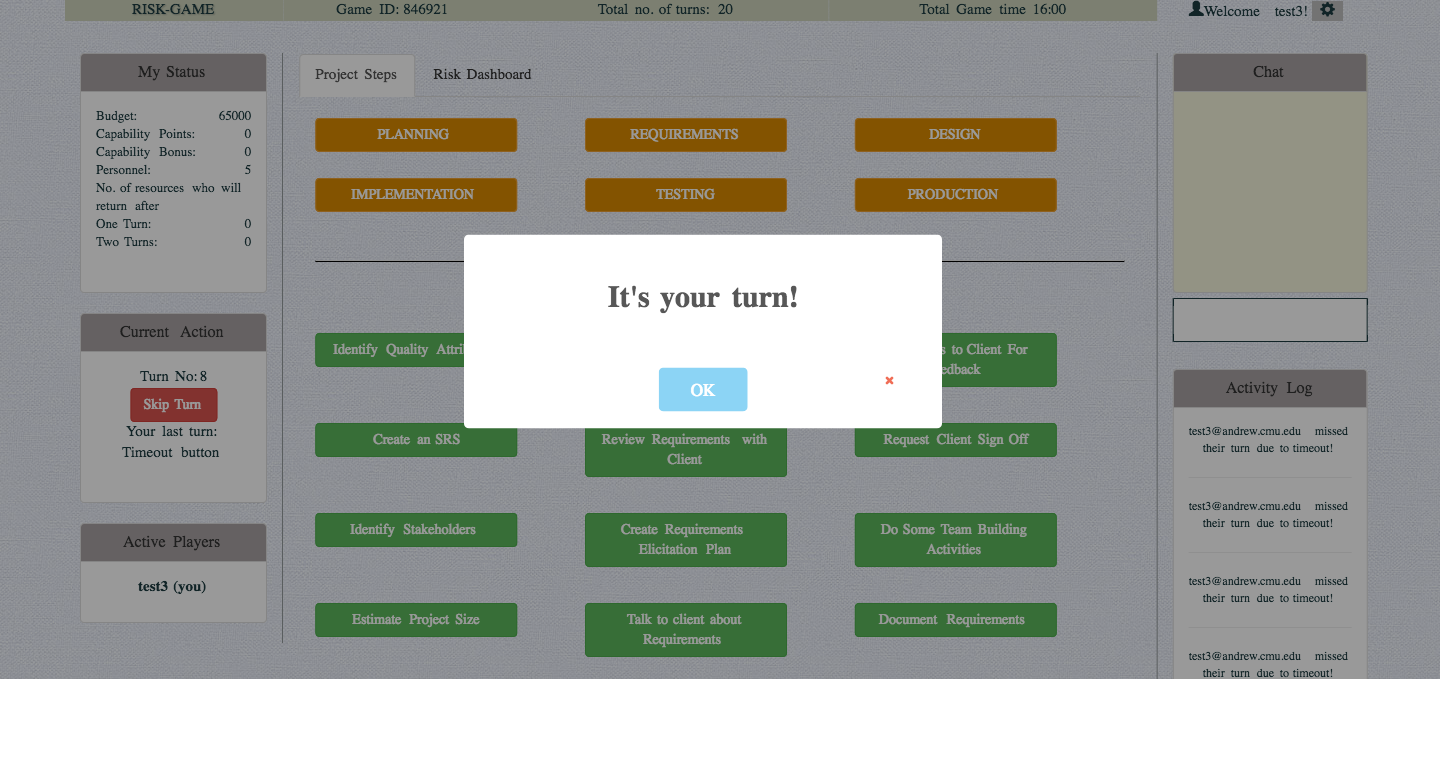 RISK-GAME
Game ID: 846921
Total no. of turns: 20
Total Game time 16:00
Welcome test3!
My Status
Budget: 65000
Capability Points: 0
Capability Bonus: 0
Personnel: 5
No. of resources who will
return after
One Turn: 0
Two Turns: 0
Current Action
Turn No: 8
Skip Turn
Your last turn:
Timeout button
Active Players
test3 (you)
Project Steps
Risk Dashboard
PLANNING
REQUIREMENTS
DESIGN
IMPLEMENTATION
TESTING
PRODUCTION
It's your turn!
OK
Identify Quality
to Client For
Create an SRS
Review Requirements with
Client
Request Client Sign Off
Identify Stakeholders
Create Requirements
Elicitation Plan
Do Some Team Building
Activities
Estimate Project Size
Talk to client about
Requirements
Document Requirements
Chat
Activity Log
test3@andrew.cmu.edu missed
their turn due to timeout!
test3@andrew.cmu.edu missed
their turn due to timeout!
test3@andrew.cmu.edu missed
their turn due to timeout!
test3@andrew.cmu.edu missed
their turn due to timeout!